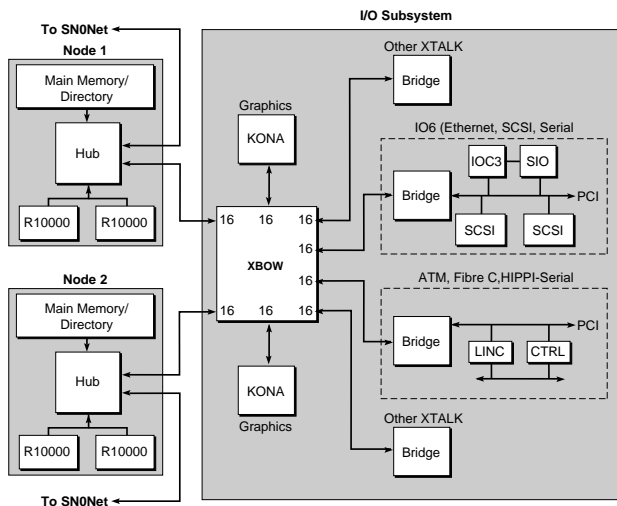 To SN0Net
Node 1
Main Memory/
Directory
Hub
R10000
R10000
Node 2
Main Memory/
Directory
Hub
R10000
R10000
To SN0Net
I/O Subsystem
Other XTALK
Bridge
Graphics
KONA
IO6 (Ethernet, SCSI, Serial
Bridge
IOC3
SIO
PCI
SCSI
SCSI
16 16 16
16
XBOW
16
16 16 16
ATM, Fibre C,HIPPI-Serial
Bridge
PCI
LINC
CTRL
KONA
Graphics
Other XTALK
Bridge